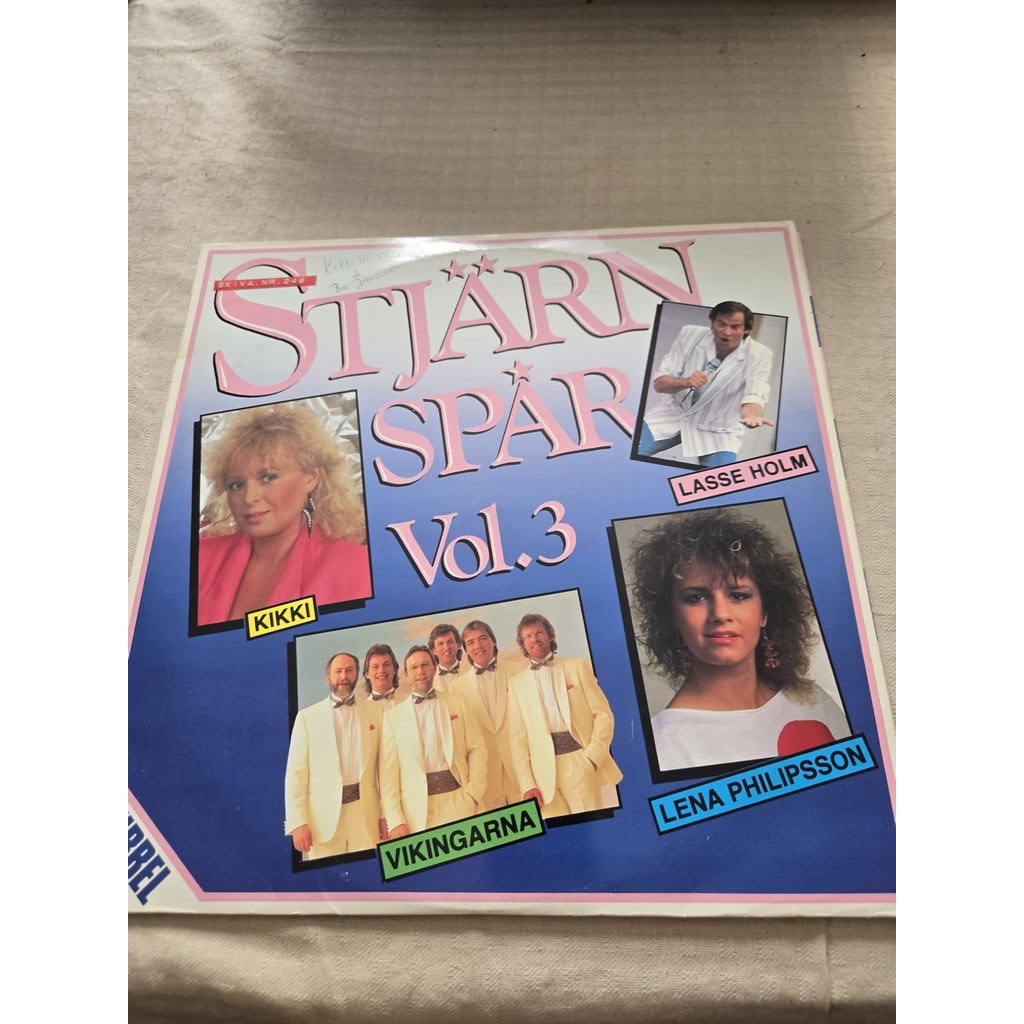 SKIVA.NR.248
STJÄRN
SPÅR
Vol.3
LASSE HOLM
KIKKI
LENA PHILIPSSON
VIKINGARNA